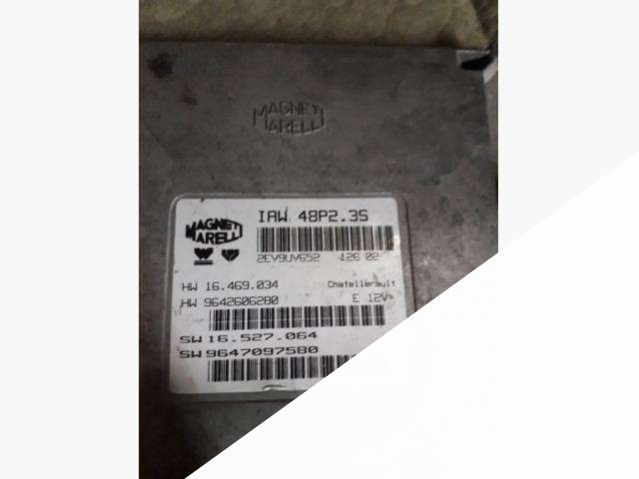 MAGNETI
MARELLI
MAGNETI
MARELLI
IAW 48P2.35
2EV9UV652 126 02
HW 16.469.034 Chatellerault
HW 9642606280 E 12V=
SW 16.527.064
SW 9647097580